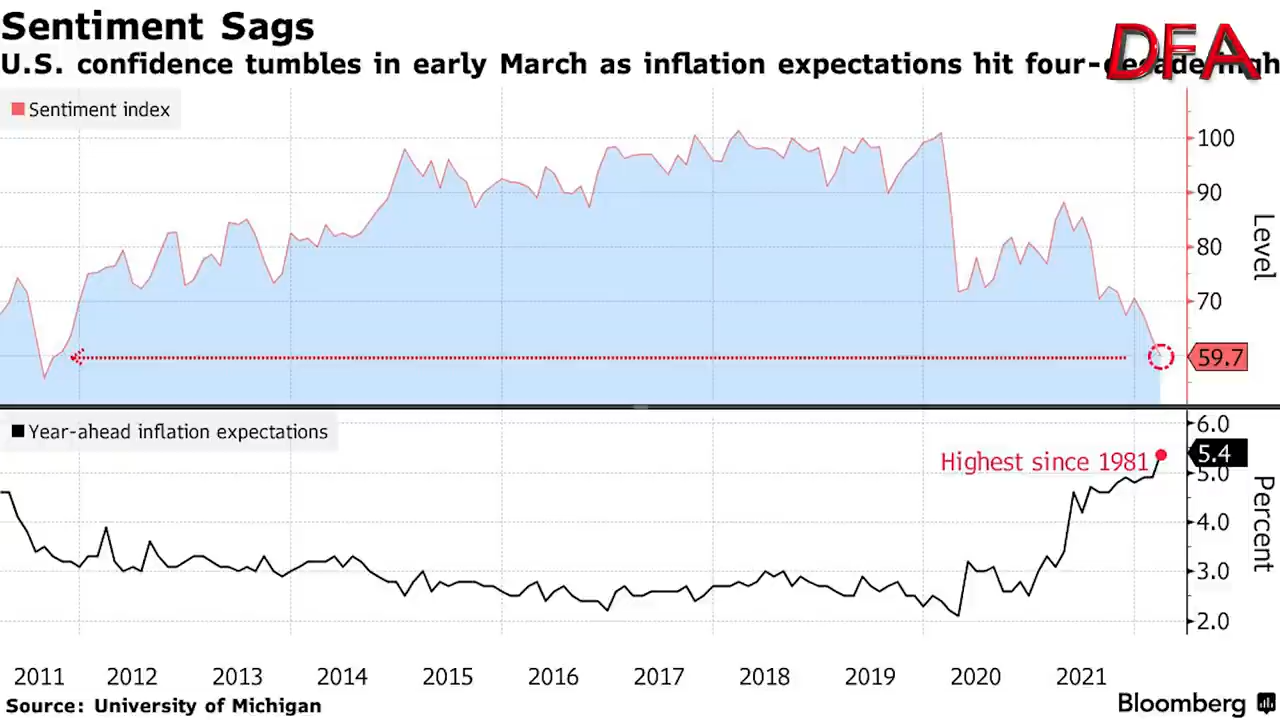 Sentiment Sags
U.S. confidence tumbles in early March as inflation expectations hit four-decade high
DFA
Sentiment index
100
90
80
70
59.7
Level
Year-ahead inflation expectations
6.0
5.4
5.0
4.0
3.0
2.0
Highest since 1981
Percent
2011 2012 2013 2014 2015 2016 2017 2018 2019 2020 2021
Source: University of Michigan
Bloomberg